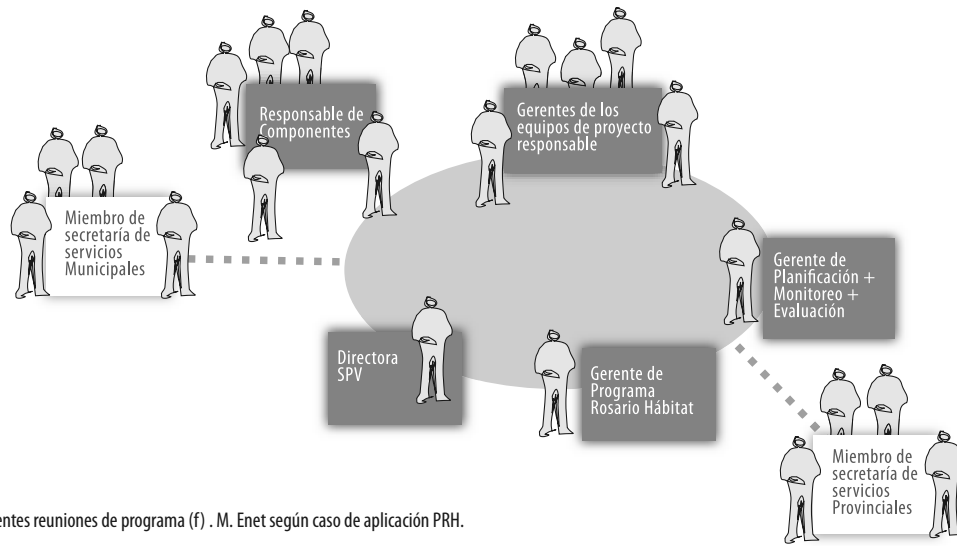 Responsable de
Componentes
Gerentes de los
equipos de proyecto
responsable
Miembro de
secretaría de
servicios
Municipales
Gerente de
Planificación +
Monitoreo +
Evaluación
Directora
SPV
Gerente de
Programa
Rosario Hábitat
Miembro de
secretaría de
servicios
Provinciales
reuniones de programa (f) . M. Enet según caso de aplicación PRH.